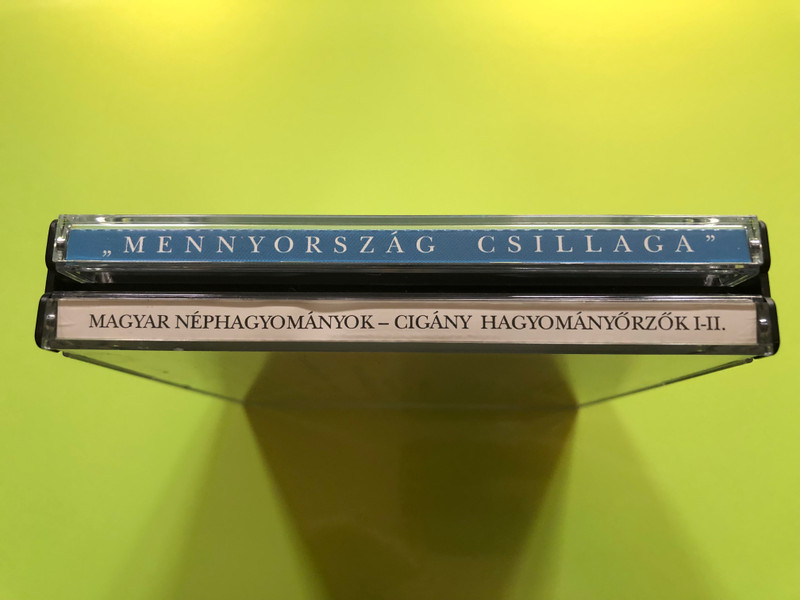 „MENNYORSZÁG CSILLAGA”
MAGYAR NÉPHAGYOMÁNYOK – CIGÁNY HAGYOMÁNYŐRZŐK I-II.